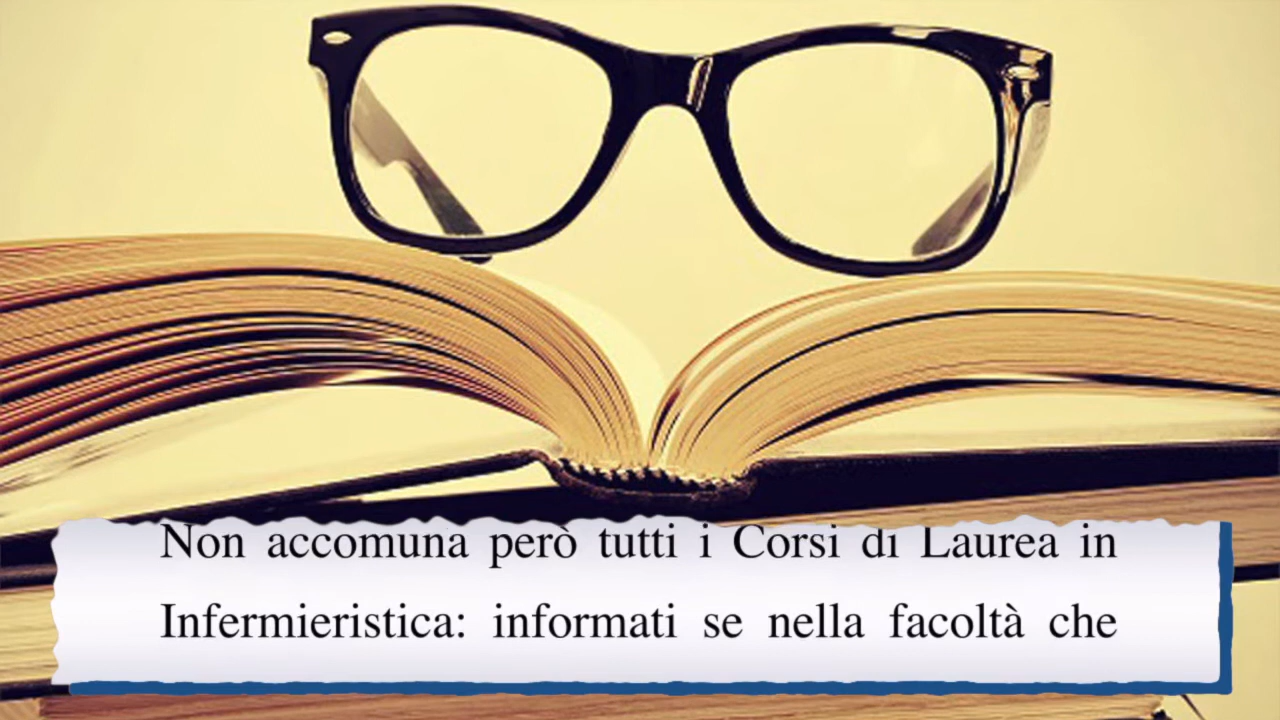 Non accomuna però tutti i Corsi di Laurea in
Infermieristica: informati se nella facoltà che